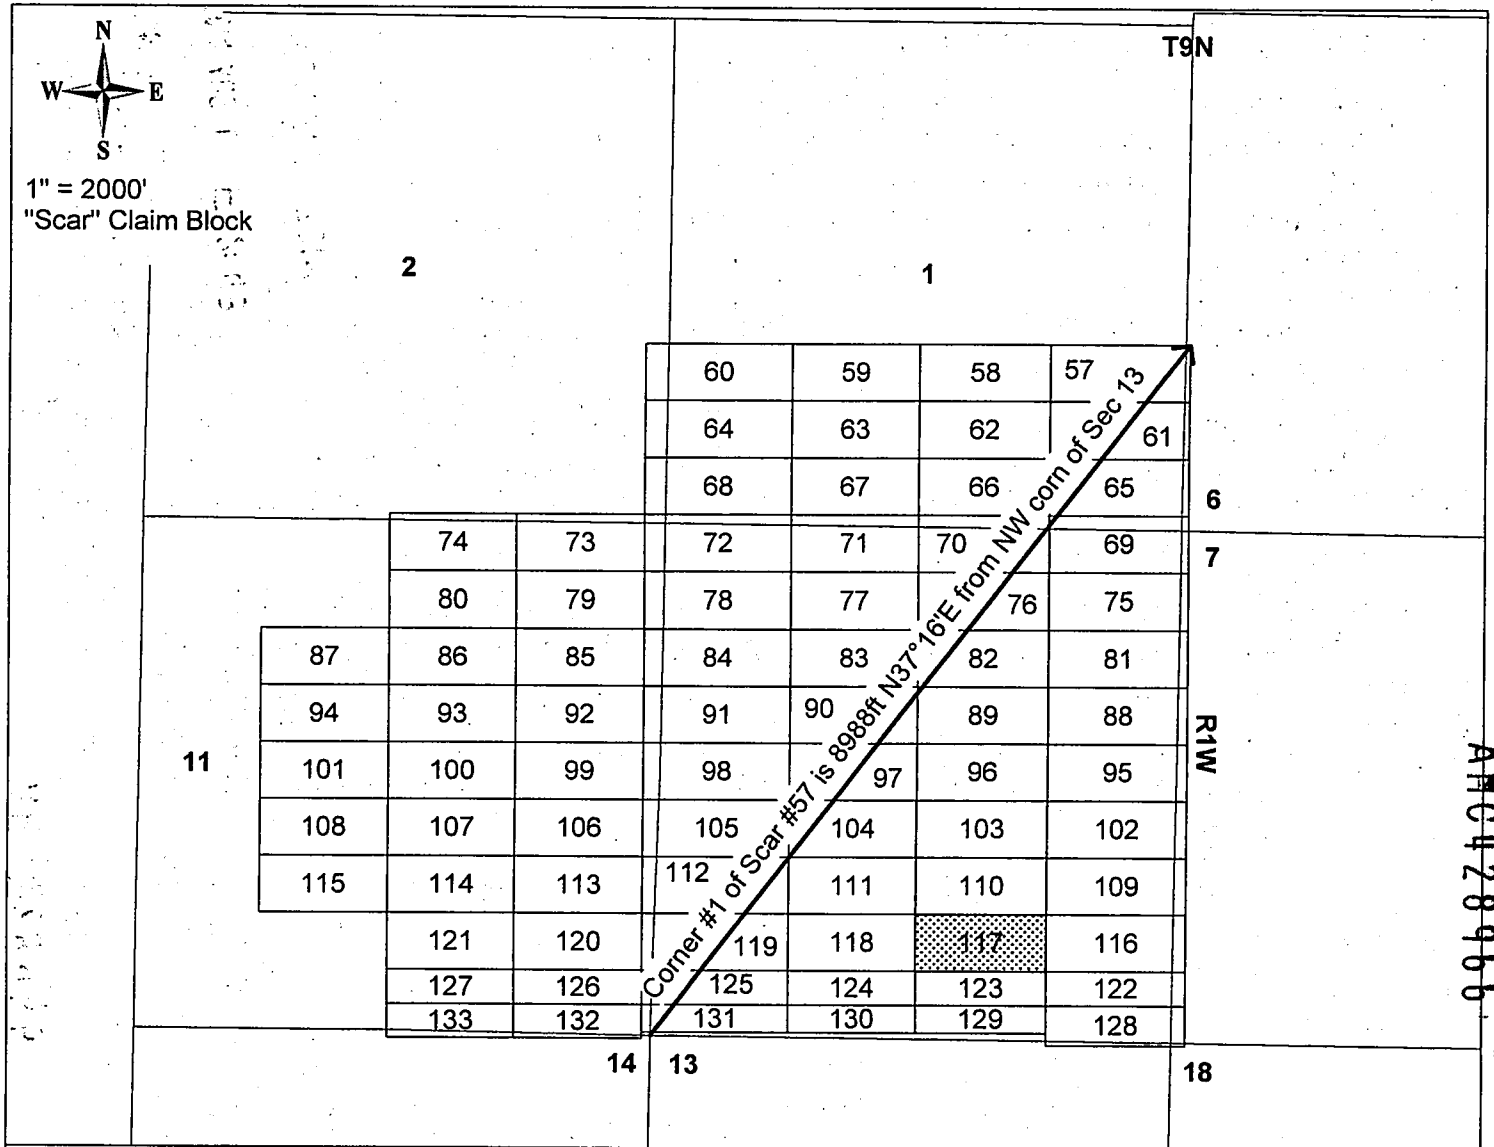 N
W E
S
1" = 2000'
"Scar" Claim Block
T9N
2 1
60 59 58 57
64 63 62 61
68 67 66 65
6
74 73 72 71 70 69
7
80 79 78 77 76 75
87 86 85 84 83 82 81
94 93 92 91 90 89 88
R1W
11
101 100 99 98 97 96 95
108 107 106 105 104 103 102
115 114 113 112 111 110 109
121 120 119 118 117 116
127 126 125 124 123 122
133 132 131 130 129 128
14 13 18
Corner #1 of Scar #57 is 8988ft N37°16'E from NW corn of Sec 13
AMC428966